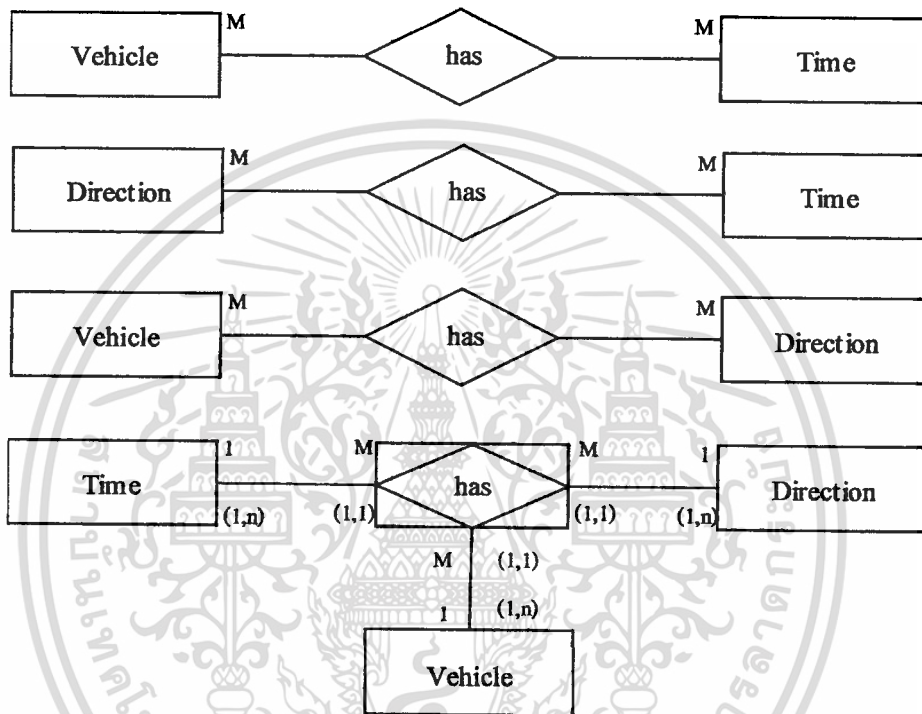 M M
Vehicle has Time
M M
Direction has Time
M M
Vehicle has Direction
1 M M 1
Time has Direction
(1,n) (1,1) (1,1) (1,n)
M (1,1)
1 (1,n)
Vehicle